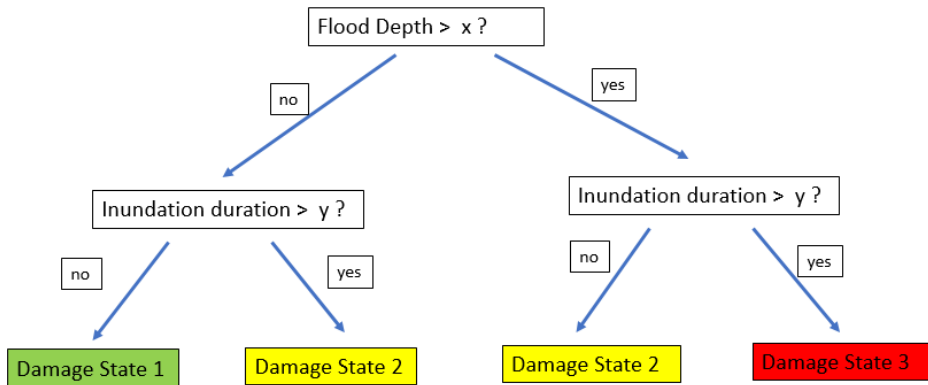 Flood Depth > x ?
no
yes
Inundation duration > y ?
Inundation duration > y ?
no
yes
no
yes
Damage State 1
Damage State 2
Damage State 2
Damage State 3